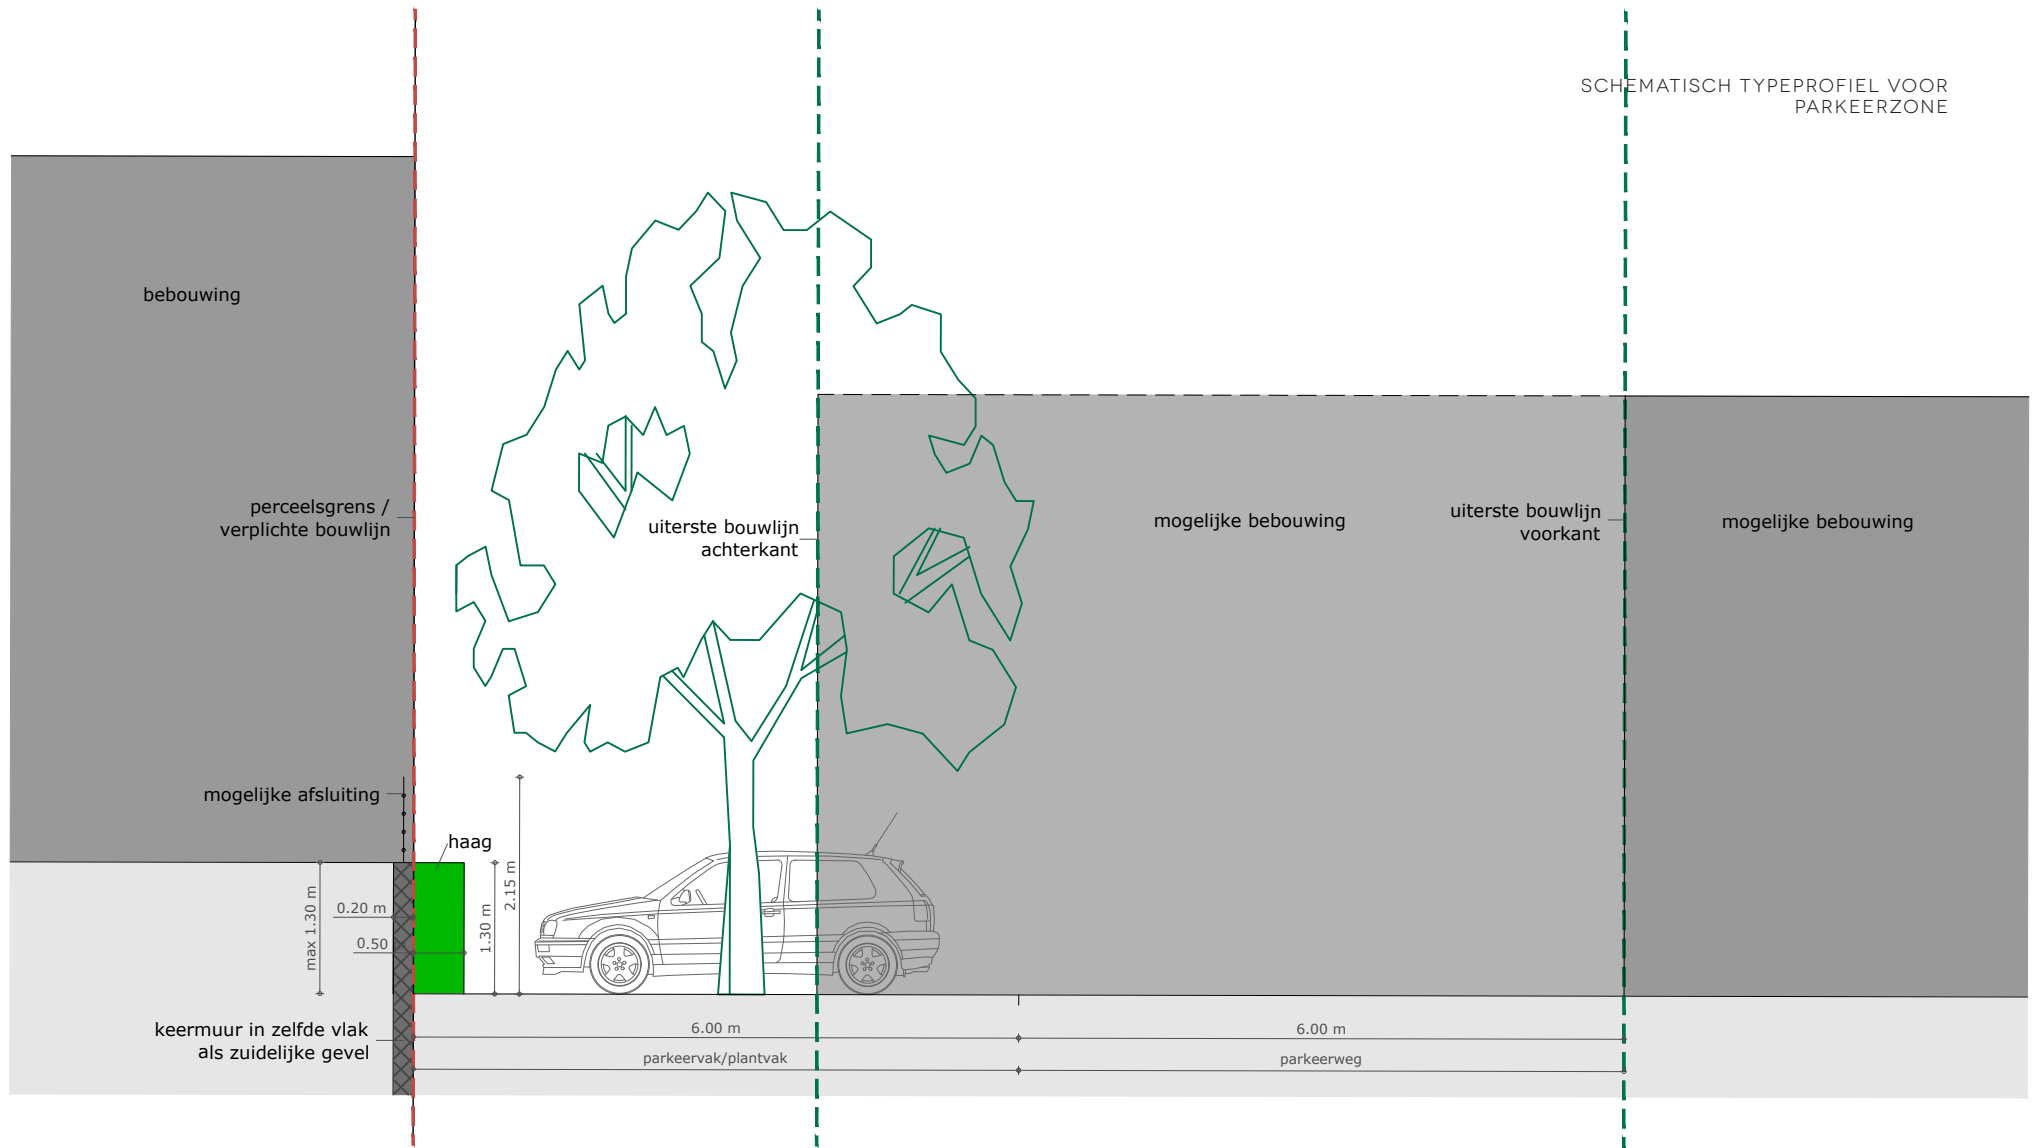 SCHEMATISCH TYPEPROFIEL VOOR
PARKEERZONE
bebouwing
perceelsgrens /
verplichte bouwlijn
uiterste bouwlijn
achterkant
mogelijke bebouwing
uiterste bouwlijn
voorkant
mogelijke bebouwing
mogelijke afsluiting
haag
max 1.30 m
0.20 m
0.50
1.30 m
2.15 m
keermuur in zelfde vlak
als zuidelijke gevel
6.00 m
6.00 m
parkeervak/plantvak
parkeerweg